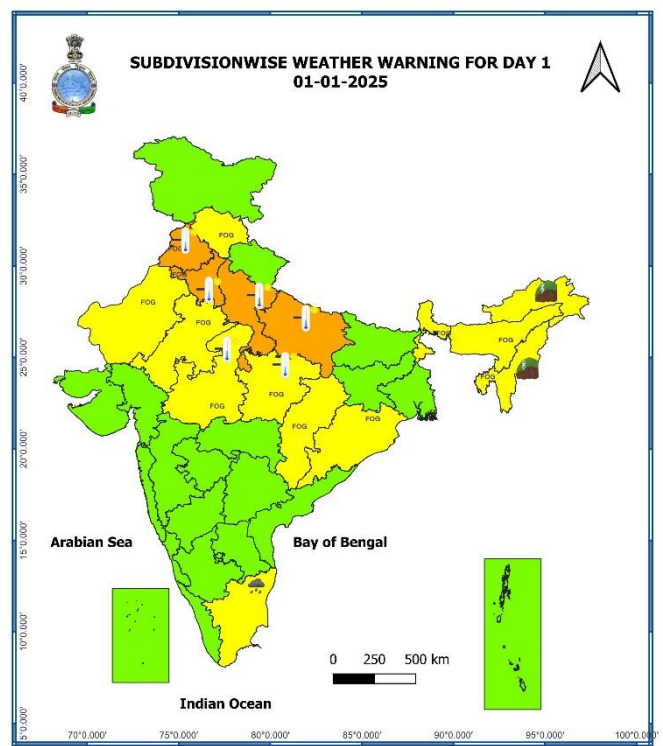 SUBDIVISIONWISE WEATHER WARNING FOR DAY 1
01-01-2025
40°0.000'
35°0.000'
30°0.000'
25°0.000'
20°0.000'
15°0.000'
10°0.000'
5°0.000'
FOG
FOG
FOG
FOG
FOG
FOG
FOG
FOG
FOG
FOG
FOG
FOG
Arabian Sea
Bay of Bengal
0 250 500 km
Indian Ocean
70°0.000' 75°0.000' 80°0.000' 85°0.000' 90°0.000' 95°0.000' 100°0.000'